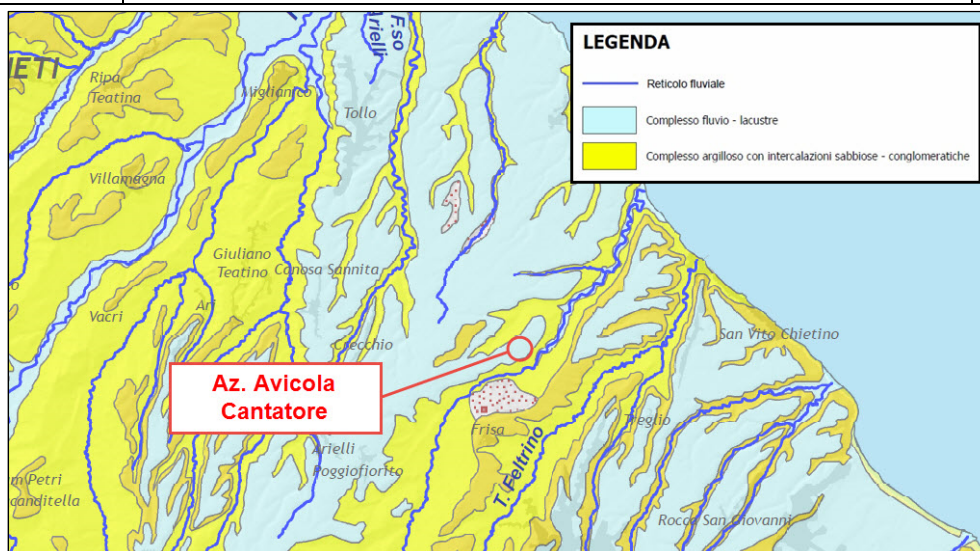 LEGENDA
Reticolo fluviale
Complesso fluvio - lacustre
Complesso argilloso con intercalazioni sabbiose - conglomeratiche
IETI
Ripa
Teatina
Miglianico
F.so
Arielli
Tollo
Villamagna
Giuliano
Teatino
Canosa Sannita
Vacri
Ari
Crecchio
San Vito Chietino
Az. Avicola
Cantatore
Frisa
Treglio
Arielli
Poggiofiorito
T. Feltrino
m Petri
canditella
Rocca San Giovanni